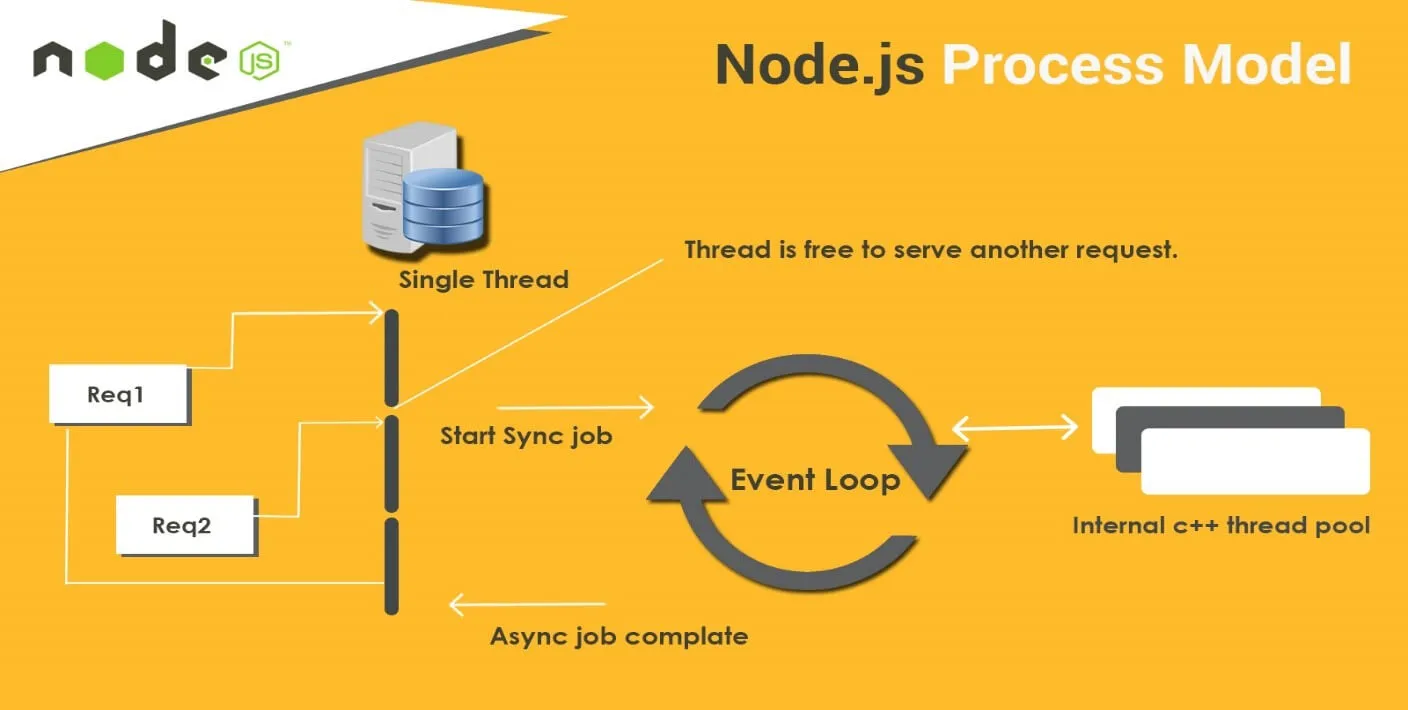 node JS ™
Node.js Process Model
Single Thread
Thread is free to serve another request.
Req1
Start Sync job
Event Loop
Req2
Internal c++ thread pool
Async job complate